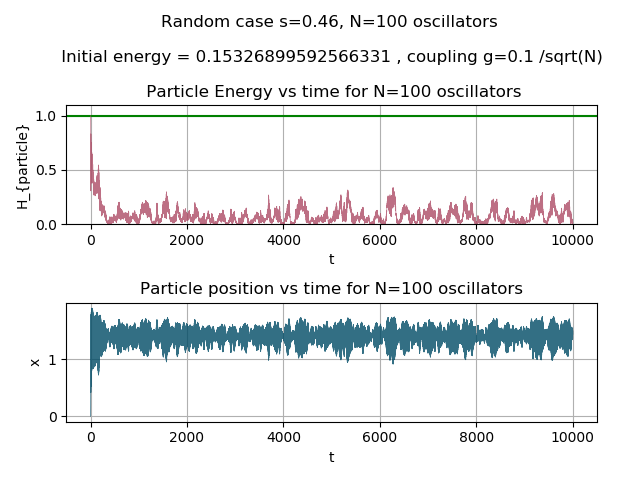 Random case s=0.46, N=100 oscillators
Initial energy = 0.15326899592566331 , coupling g=0.1 /sqrt(N)
Particle Energy vs time for N=100 oscillators
H_{particle}
1.0
0.5
0.0
0 2000 4000 6000 8000 10000
t
Particle position vs time for N=100 oscillators
x
1
0
0 2000 4000 6000 8000 10000
t